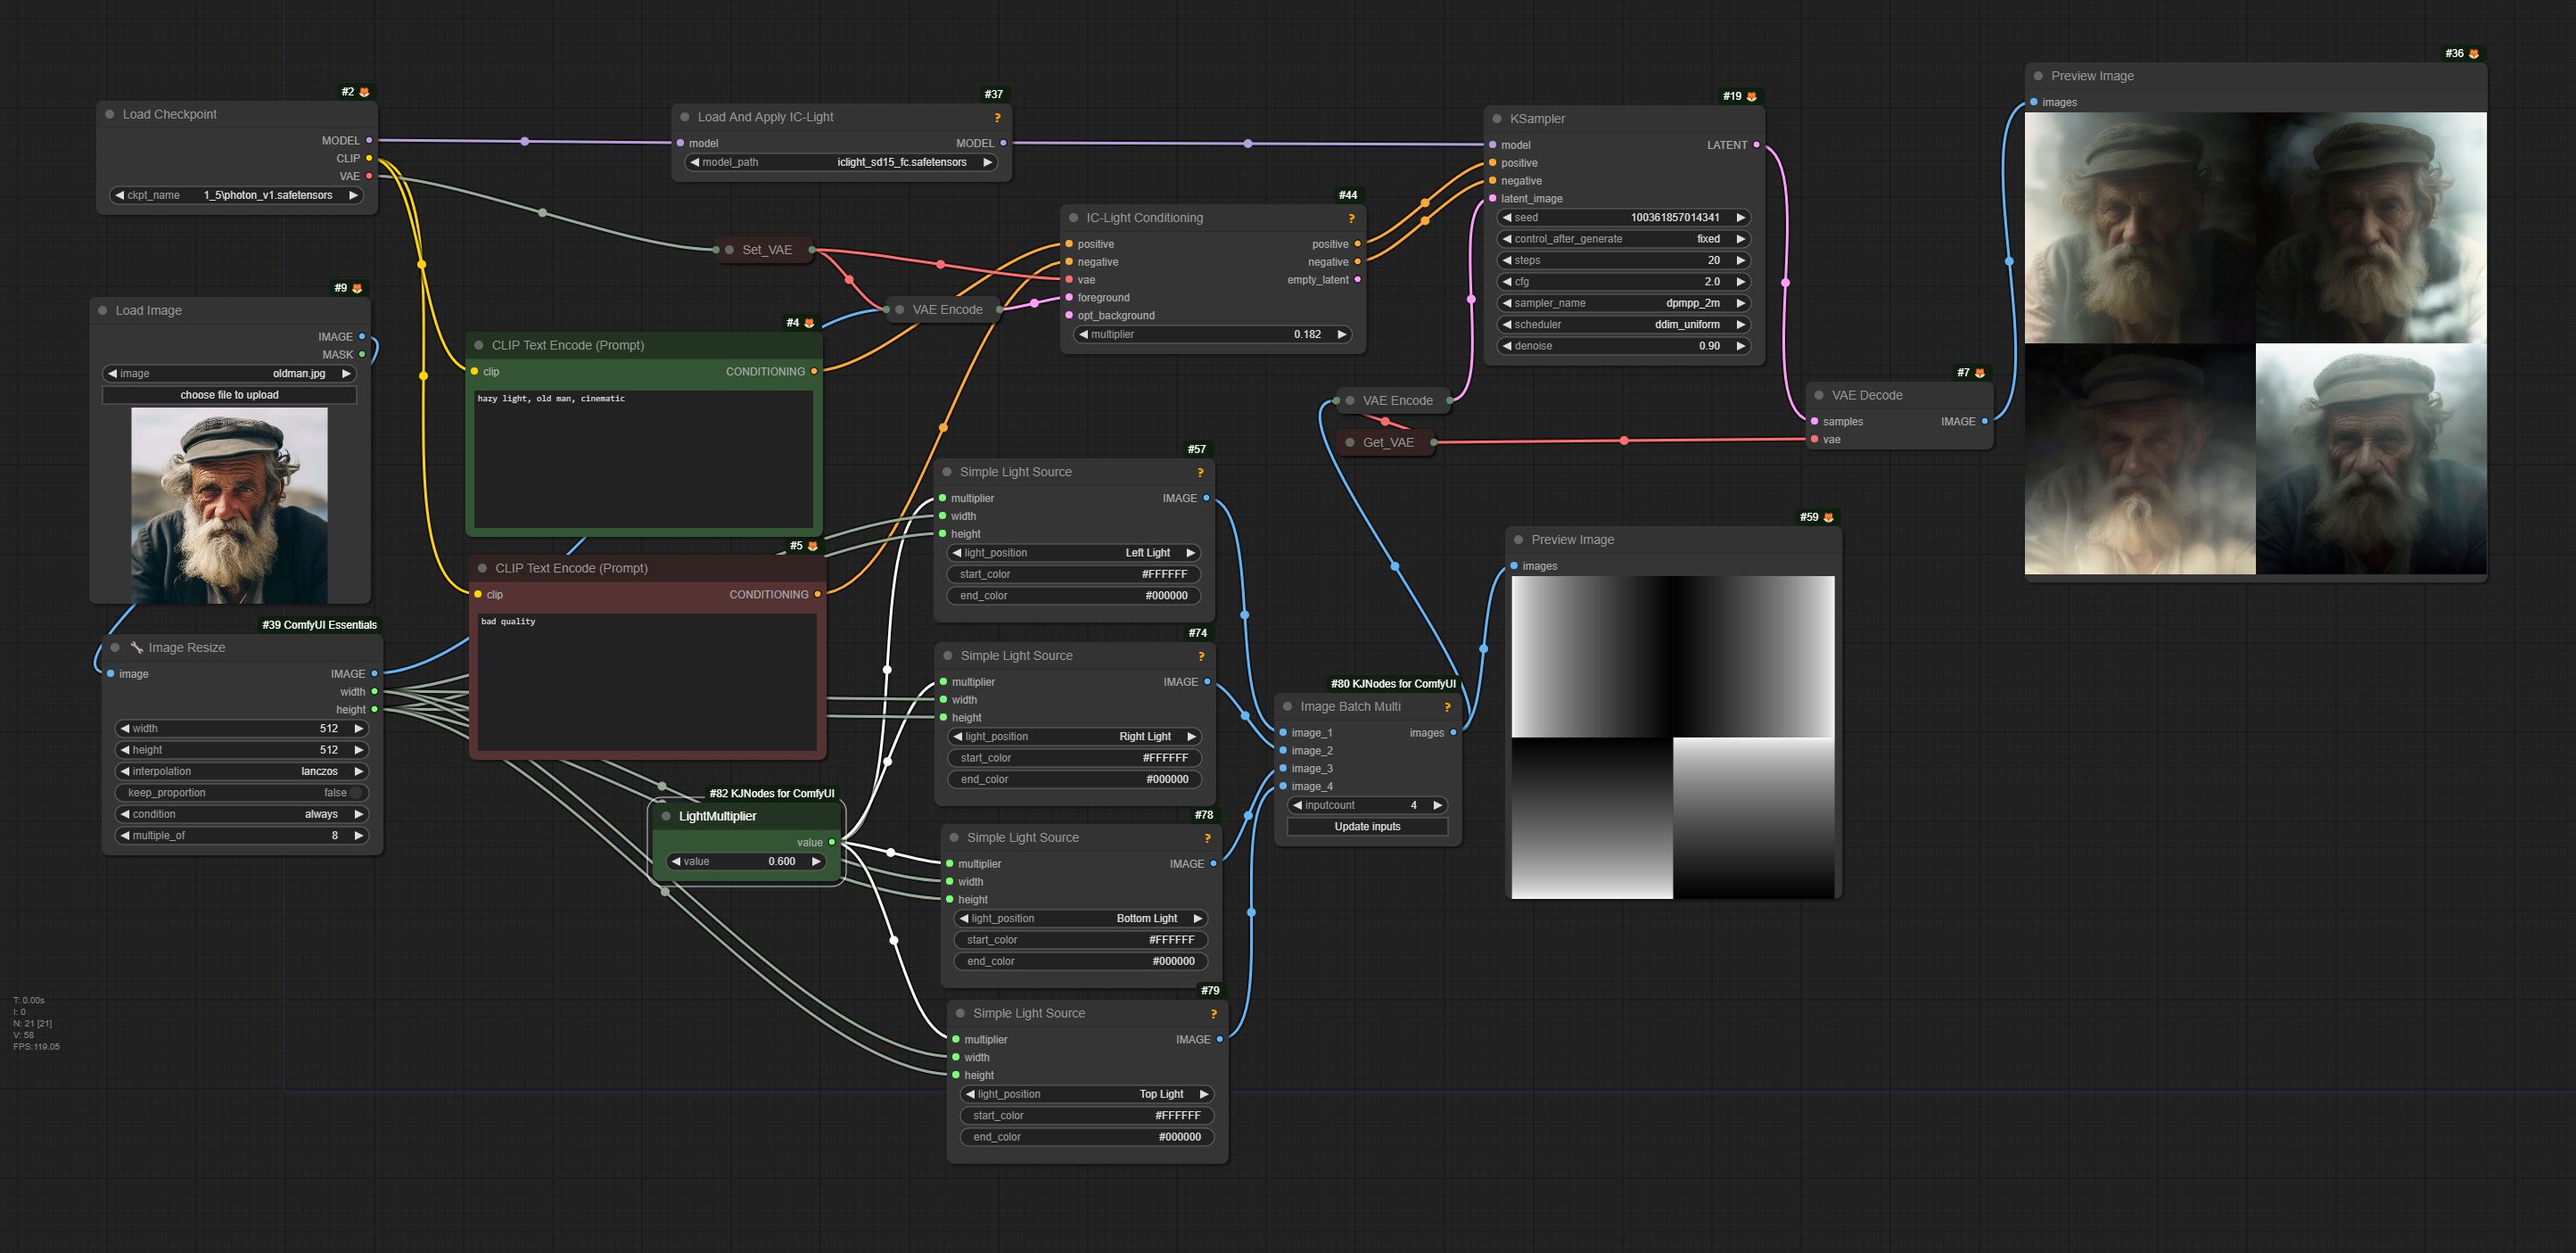 #2
Load Checkpoint
MODEL
CLIP
VAE
ckpt_name 1_5\photon_v1.safetensors
#37
Load And Apply IC-Light ?
model MODEL
model_path iclight_sd15_fc.safetensors
#19
KSampler
model LATENT
positive
negative
latent_image
seed 100361857014341
control_after_generate fixed
steps 20
cfg 2.0
sampler_name dpmpp_2m
scheduler ddim_uniform
denoise 0.90
#36
Preview Image
images
#44
IC-Light Conditioning ?
positive positive
negative negative
vae empty_latent
foreground
opt_background
multiplier 0.182
Set_VAE
VAE Encode
#9
Load Image
IMAGE
MASK
image oldman.jpg
choose file to upload
#4
CLIP Text Encode (Prompt)
clip CONDITIONING
hazy light, old man, cinematic
#5
CLIP Text Encode (Prompt)
clip CONDITIONING
bad quality
VAE Encode
Get_VAE
#7
VAE Decode
samples IMAGE
vae
#57
Simple Light Source ?
multiplier IMAGE
width
height
light_position Left Light
start_color #FFFFFF
end_color #000000
#59
Preview Image
images
#39 ComfyUI Essentials
Image Resize
image IMAGE
width
height
width 512
height 512
interpolation lanczos
keep_proportion false
condition always
multiple_of 8
#74
Simple Light Source ?
multiplier IMAGE
width
height
light_position Right Light
start_color #FFFFFF
end_color #000000
#80 KJNodes for ComfyUI
Image Batch Multi ?
image_1 images
image_2
image_3
image_4
inputcount 4
Update inputs
#82 KJNodes for ComfyUI
LightMultiplier
value
value 0.600
#78
Simple Light Source ?
multiplier IMAGE
width
height
light_position Bottom Light
start_color #FFFFFF
end_color #000000
#79
Simple Light Source ?
multiplier IMAGE
width
height
light_position Top Light
start_color #FFFFFF
end_color #000000
T: 0.00s
I: 0
N: 21 [21]
V: 58
FPS:119.05